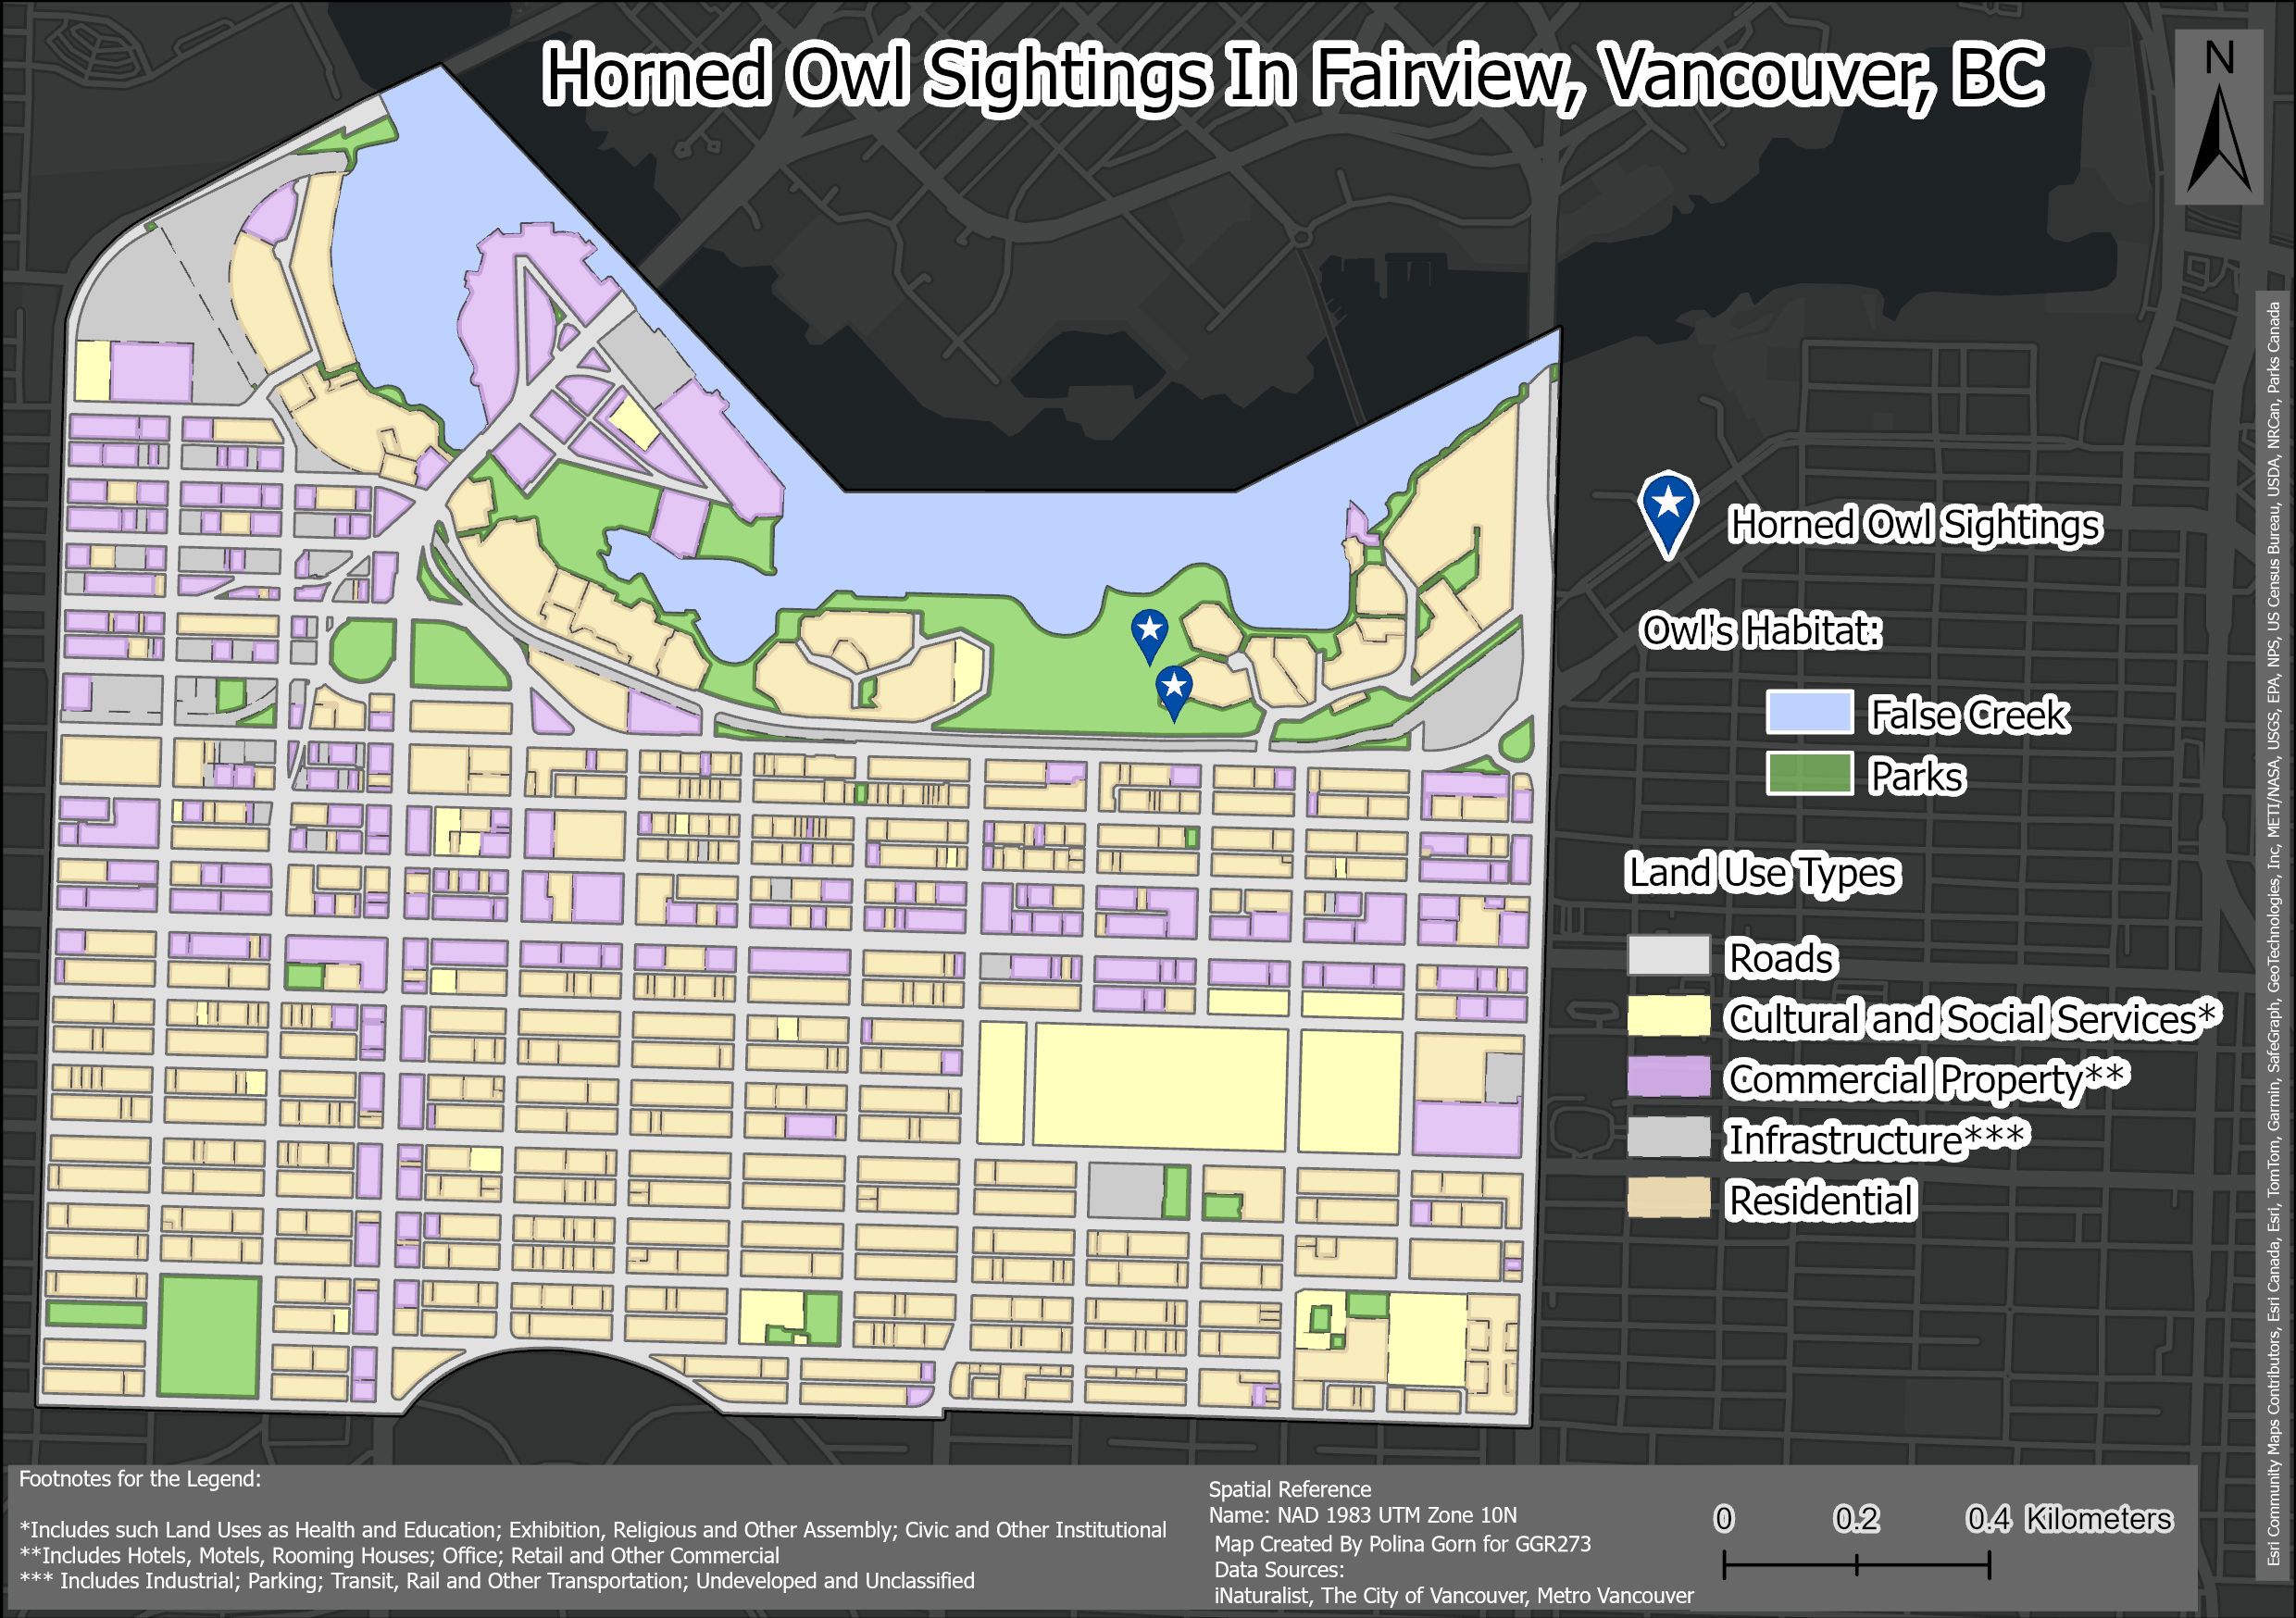 Horned Owl Sightings In Fairview, Vancouver, BC
N
Horned Owl Sightings
Owl's Habitat:
False Creek
Parks
Land Use Types
Roads
Cultural and Social Services*
Commercial Property**
Infrastructure***
Residential
Esri Community Maps Contributors, Esri Canada, Esri, TomTom, Garmin, SafeGraph, GeoTechnologies, Inc, METI/NASA, USGS, EPA, NPS, US Census Bureau, USDA, NRCan, Parks Canada
Footnotes for the Legend:
*Includes such Land Uses as Health and Education; Exhibition, Religious and Other Assembly; Civic and Other Institutional
**Includes Hotels, Motels, Rooming Houses; Office; Retail and Other Commercial
*** Includes Industrial; Parking; Transit, Rail and Other Transportation; Undeveloped and Unclassified
Spatial Reference
Name: NAD 1983 UTM Zone 10N
Map Created By Polina Gorn for GGR273
Data Sources:
iNaturalist, The City of Vancouver, Metro Vancouver
0 0.2 0.4 Kilometers